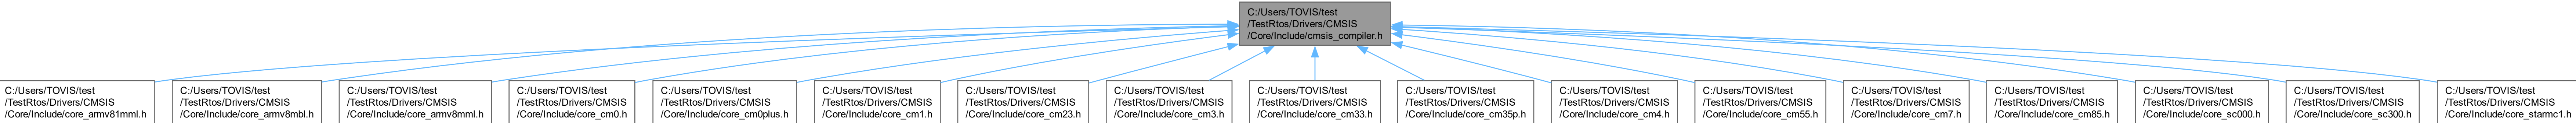 C:/Users/TOVIS/test
/TestRtos/Drivers/CMSIS
/Core/Include/cmsis_compiler.h
C:/Users/TOVIS/test
/TestRtos/Drivers/CMSIS
/Core/Include/core_armv81mml.h
C:/Users/TOVIS/test
/TestRtos/Drivers/CMSIS
/Core/Include/core_armv8mbl.h
C:/Users/TOVIS/test
/TestRtos/Drivers/CMSIS
/Core/Include/core_armv8mml.h
C:/Users/TOVIS/test
/TestRtos/Drivers/CMSIS
/Core/Include/core_cm0.h
C:/Users/TOVIS/test
/TestRtos/Drivers/CMSIS
/Core/Include/core_cm0plus.h
C:/Users/TOVIS/test
/TestRtos/Drivers/CMSIS
/Core/Include/core_cm1.h
C:/Users/TOVIS/test
/TestRtos/Drivers/CMSIS
/Core/Include/core_cm23.h
C:/Users/TOVIS/test
/TestRtos/Drivers/CMSIS
/Core/Include/core_cm3.h
C:/Users/TOVIS/test
/TestRtos/Drivers/CMSIS
/Core/Include/core_cm33.h
C:/Users/TOVIS/test
/TestRtos/Drivers/CMSIS
/Core/Include/core_cm35p.h
C:/Users/TOVIS/test
/TestRtos/Drivers/CMSIS
/Core/Include/core_cm4.h
C:/Users/TOVIS/test
/TestRtos/Drivers/CMSIS
/Core/Include/core_cm55.h
C:/Users/TOVIS/test
/TestRtos/Drivers/CMSIS
/Core/Include/core_cm7.h
C:/Users/TOVIS/test
/TestRtos/Drivers/CMSIS
/Core/Include/core_cm85.h
C:/Users/TOVIS/test
/TestRtos/Drivers/CMSIS
/Core/Include/core_sc000.h
C:/Users/TOVIS/test
/TestRtos/Drivers/CMSIS
/Core/Include/core_sc300.h
C:/Users/TOVIS/test
/TestRtos/Drivers/CMSIS
/Core/Include/core_starmc1.h